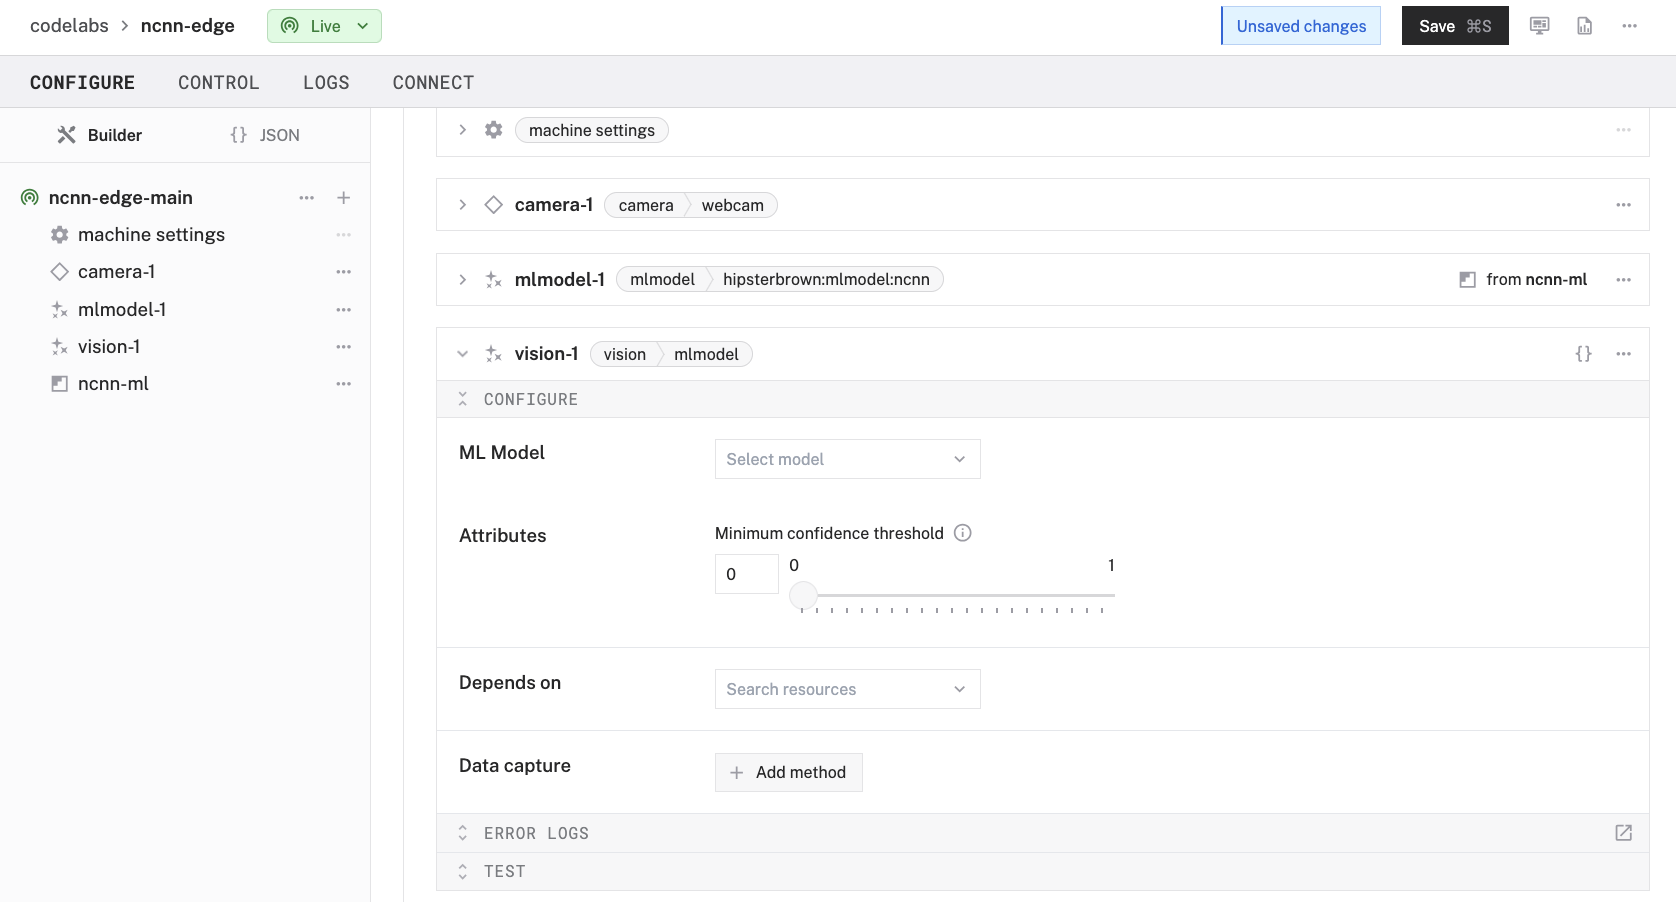 codelabs > ncnn-edge Live Unsaved changes Save ⌘S
CONFIGURE CONTROL LOGS CONNECT
Builder {} JSON
ncnn-edge-main
machine settings
camera-1
mlmodel-1
vision-1
ncnn-ml
machine settings
camera-1 camera webcam
mlmodel-1 mlmodel hipsterbrown:mlmodel:ncnn from ncnn-ml
vision-1 vision mlmodel {}
CONFIGURE
ML Model Select model
Attributes Minimum confidence threshold
0 0 1
Depends on Search resources
Data capture + Add method
ERROR LOGS
TEST